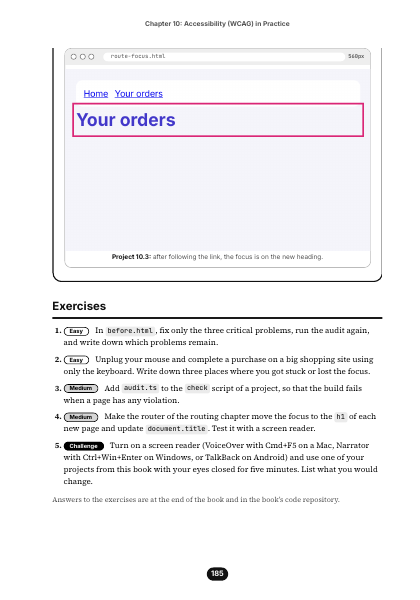 Chapter 10: Accessibility (WCAG) in Practice
route-focus.html 560px
Home Your orders
Your orders
Project 10.3: after following the link, the focus is on the new heading.
Exercises
1. Easy In before.html, fix only the three critical problems, run the audit again,
and write down which problems remain.
2. Easy Unplug your mouse and complete a purchase on a big shopping site using
only the keyboard. Write down three places where you got stuck or lost the focus.
3. Medium Add audit.ts to the check script of a project, so that the build fails
when a page has any violation.
4. Medium Make the router of the routing chapter move the focus to the h1 of each
new page and update document.title. Test it with a screen reader.
5. Challenge Turn on a screen reader (VoiceOver with Cmd+F5 on a Mac, Narrator
with Ctrl+Win+Enter on Windows, or TalkBack on Android) and use one of your
projects from this book with your eyes closed for five minutes. List what you would
change.
Answers to the exercises are at the end of the book and in the book's code repository.
185